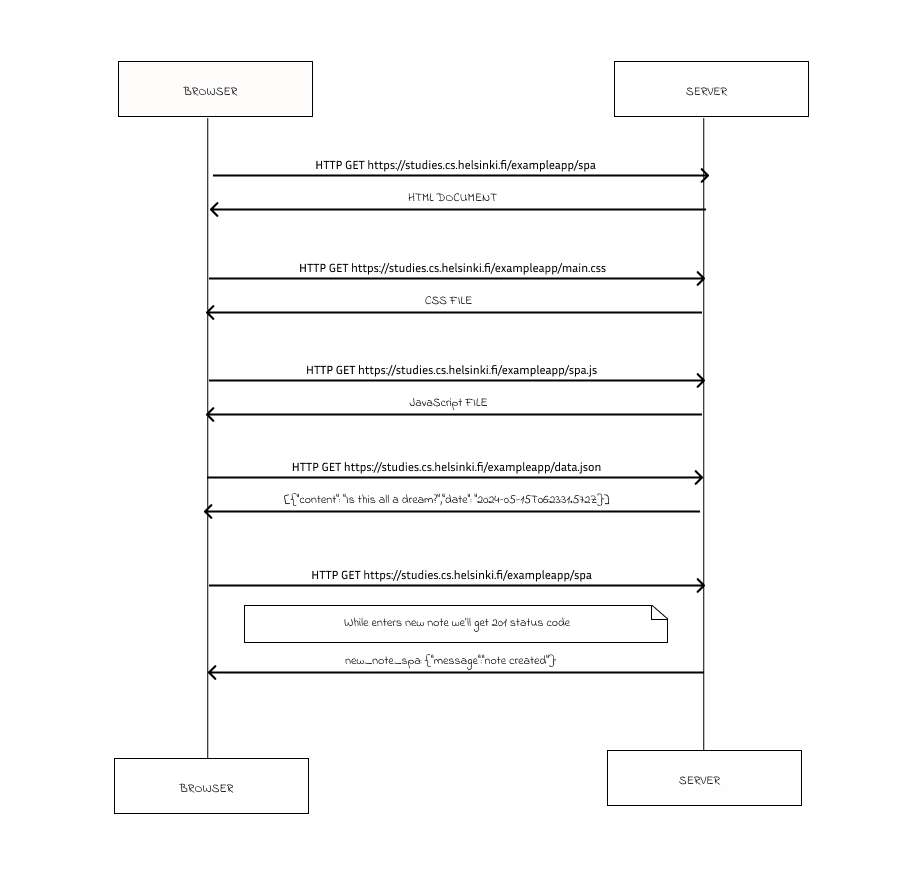 BROWSER
SERVER
HTTP GET https://studies.cs.helsinki.fi/exampleapp/spa
HTML DOCUMENT
HTTP GET https://studies.cs.helsinki.fi/exampleapp/main.css
CSS FILE
HTTP GET https://studies.cs.helsinki.fi/exampleapp/spa.js
JavaScript FILE
HTTP GET https://studies.cs.helsinki.fi/exampleapp/data.json
[{"content": "is this all a dream?","date": "2024-05-15T062331.572Z}]
HTTP GET https://studies.cs.helsinki.fi/exampleapp/spa
While enters new note we'll get 201 status code
new_note_spa: {"message""note created"}
BROWSER
SERVER